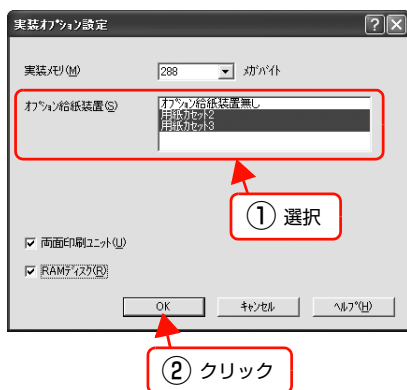 実装オプション設定
実装メモリ(M) 288 メガバイト
オプション給紙装置(S) オプション給紙装置無し
用紙カセット2
用紙カセット3
① 選択
両面印刷ユニット(U)
RAMディスク(R)
OK キャンセル ヘルプ(H)
② クリック